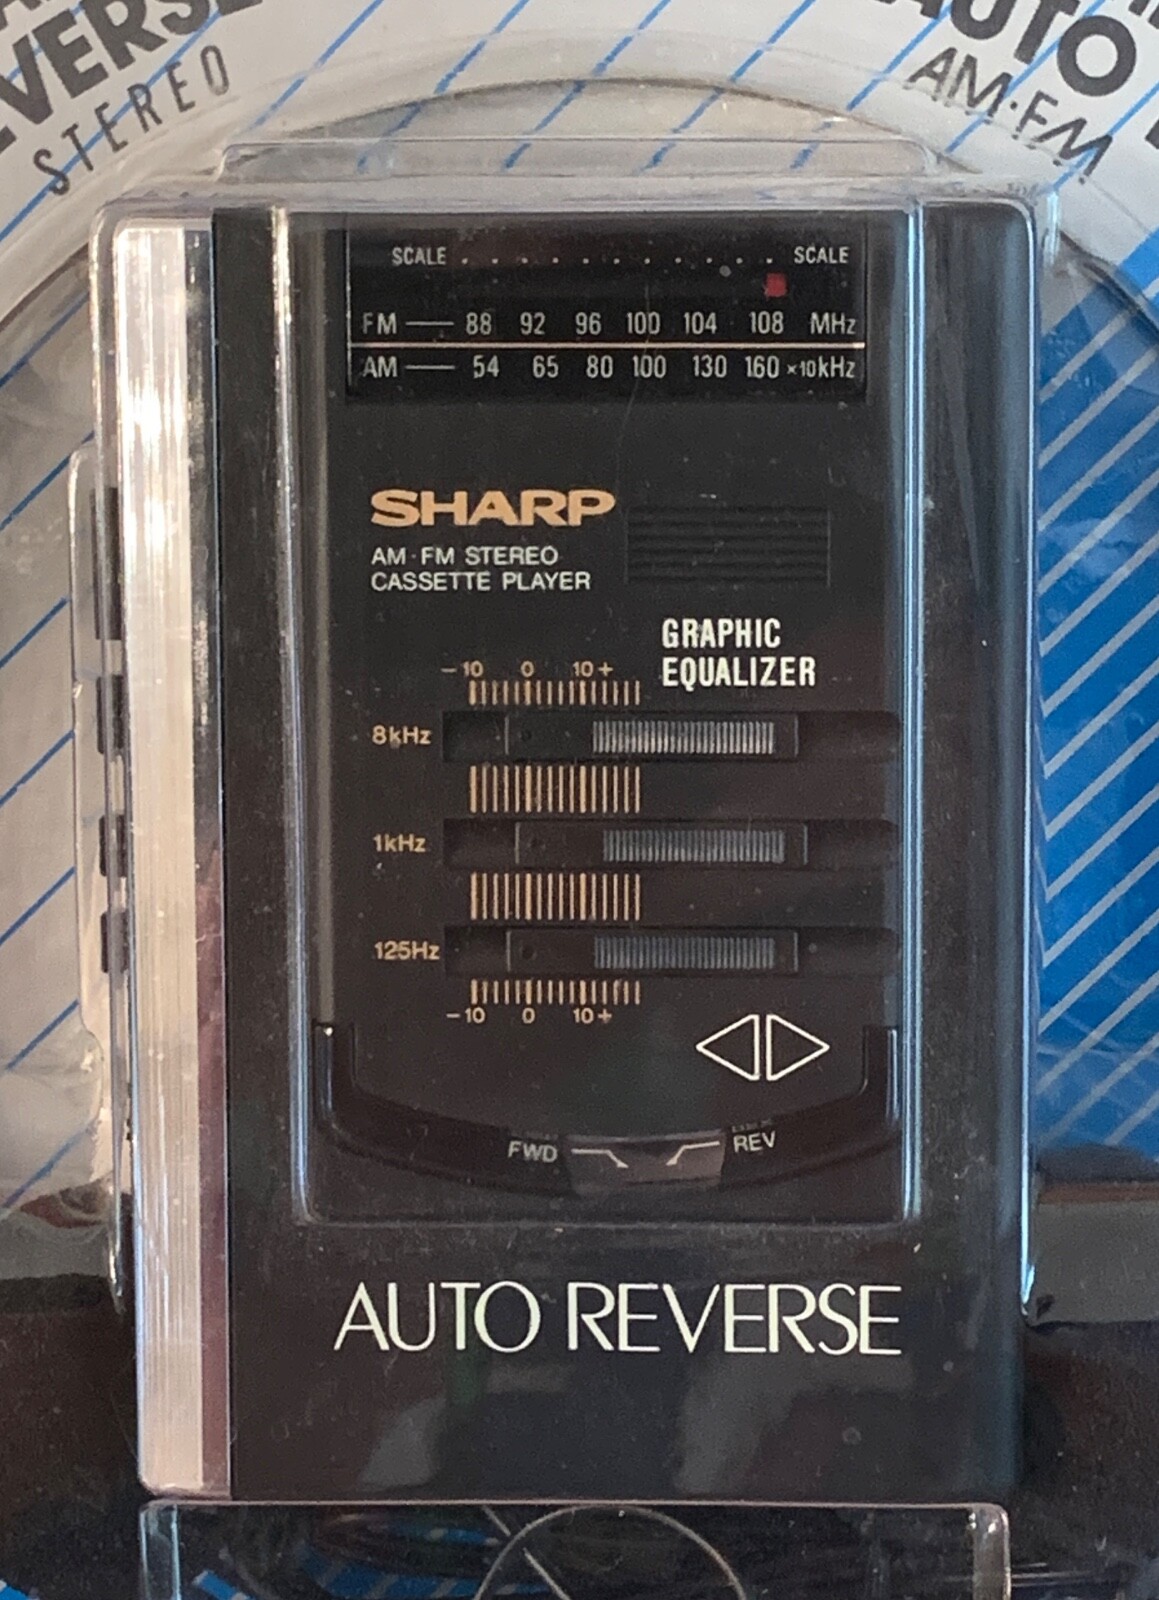 EVERSE
STEREO
AUTO
AM·FM
SCALE . . . . . . . . . . . SCALE
FM 88 92 96 100 104 108 MHz
AM 54 65 80 100 130 160 ×10kHz
SHARP
AM·FM STEREO
CASSETTE PLAYER
GRAPHIC
EQUALIZER
−10 0 10+
8kHz
1kHz
125Hz
−10 0 10+
FWD REV
AUTO REVERSE